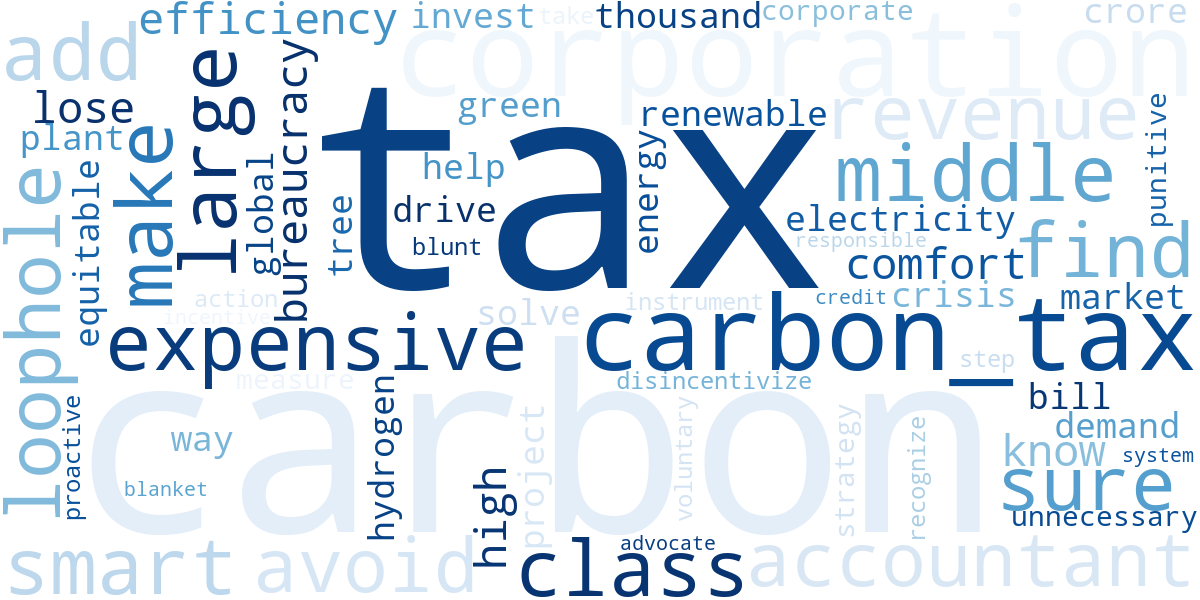 efficiency
invest
take
thousand
corporate
crore
add
corporation
large
bureaucracy
lose
plant
make
green
renewable
revenue
punitive
tax
help
energy
middle
loophole
equitable
global
tree
drive
blunt
electricity
responsible
find
comfort
action
incentive
solve
instrument
credit
crisis
market
expensive
carbon_tax
step
measure
disincentivize
bill
carbon
proactive
way
hydrogen
high
project
voluntary
strategy
recognize
demand
know
system
blanket
sure
unnecessary
smart
avoid
class
advocate
accountant